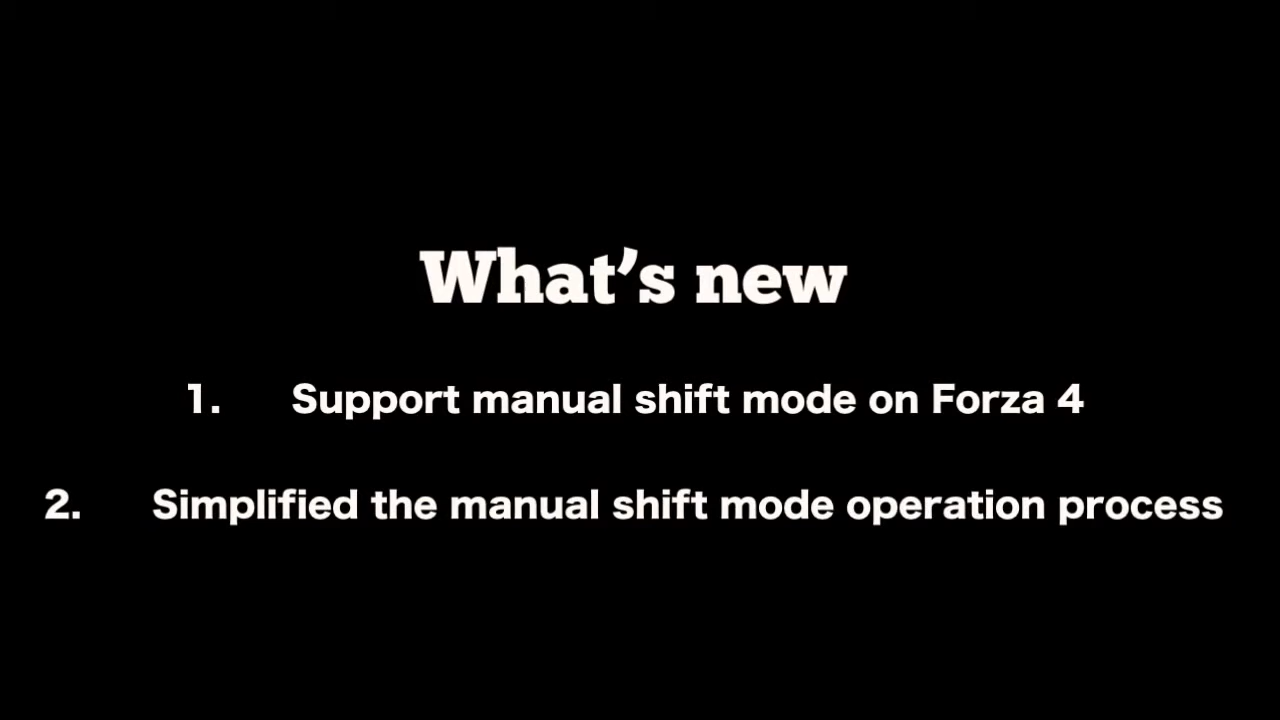 What’s new
1. Support manual shift mode on Forza 4
2. Simplified the manual shift mode operation process